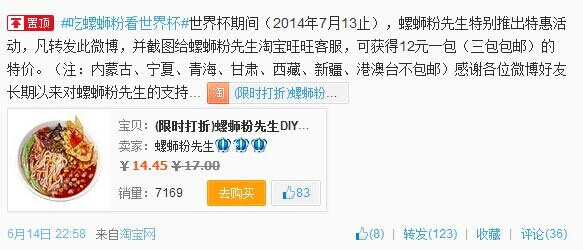 置顶 #吃螺蛳粉看世界杯#世界杯期间（2014年7月13止），螺蛳粉先生特别推出特惠活
动，凡转发此微博，并截图给螺蛳粉先生淘宝旺旺客服，可获得12元一包（三包包邮）的
特价。（注：内蒙古、宁夏、青海、甘肃、西藏、新疆、港澳台不包邮）感谢各位微博好友
长期以来对螺蛳粉先生的支持... 淘 (限时打折)螺蛳粉...
宝贝：(限时打折)螺蛳粉先生DIY...
卖家：螺蛳粉先生
￥14.45 ￥17.00
销量：7169 去购买 83
6月14日 22:58 来自淘宝网 (8) | 转发(123) | 收藏 | 评论(36)